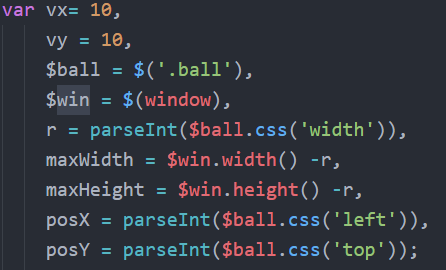 var vx= 10,
vy = 10,
$ball = $('.ball'),
$win = $(window),
r = parseInt($ball.css('width')),
maxWidth = $win.width() -r,
maxHeight = $win.height() -r,
posX = parseInt($ball.css('left')),
posY = parseInt($ball.css('top'));